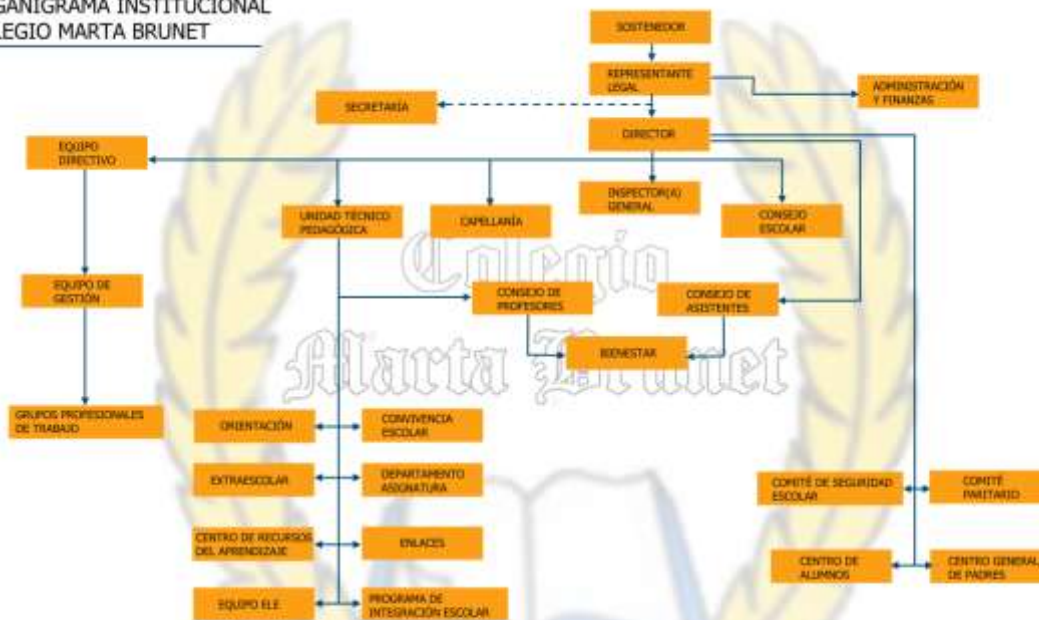 GANIGRAMA INSTITUCIONAL
LEGIO MARTA BRUNET
SOSTENEDOR
REPRESENTANTE
LEGAL
ADMINISTRACIÓN
Y FINANZAS
SECRETARÍA
DIRECTOR
EQUIPO
DIRECTIVO
INSPECTOR(A)
GENERAL
UNIDAD TÉCNICO
PEDAGÓGICA
CAPELLANÍA
CONSEJO
ESCOLAR
Colegio
EQUIPO DE
GESTIÓN
CONSEJO DE
PROFESORES
CONSEJO DE
ASISTENTES
BIENESTAR
Marta Brunet
GRUPOS PROFESIONALES
DE TRABAJO
ORIENTACIÓN
CONVIVENCIA
ESCOLAR
EXTRAESCOLAR
DEPARTAMENTO
ASIGNATURA
COMITÉ DE SEGURIDAD
ESCOLAR
COMITÉ
PARITARIO
CENTRO DE RECURSOS
DEL APRENDIZAJE
ENLACES
CENTRO DE
ALUMNOS
CENTRO GENERAL
DE PADRES
EQUIPO ELE
PROGRAMA DE
INTEGRACIÓN ESCOLAR